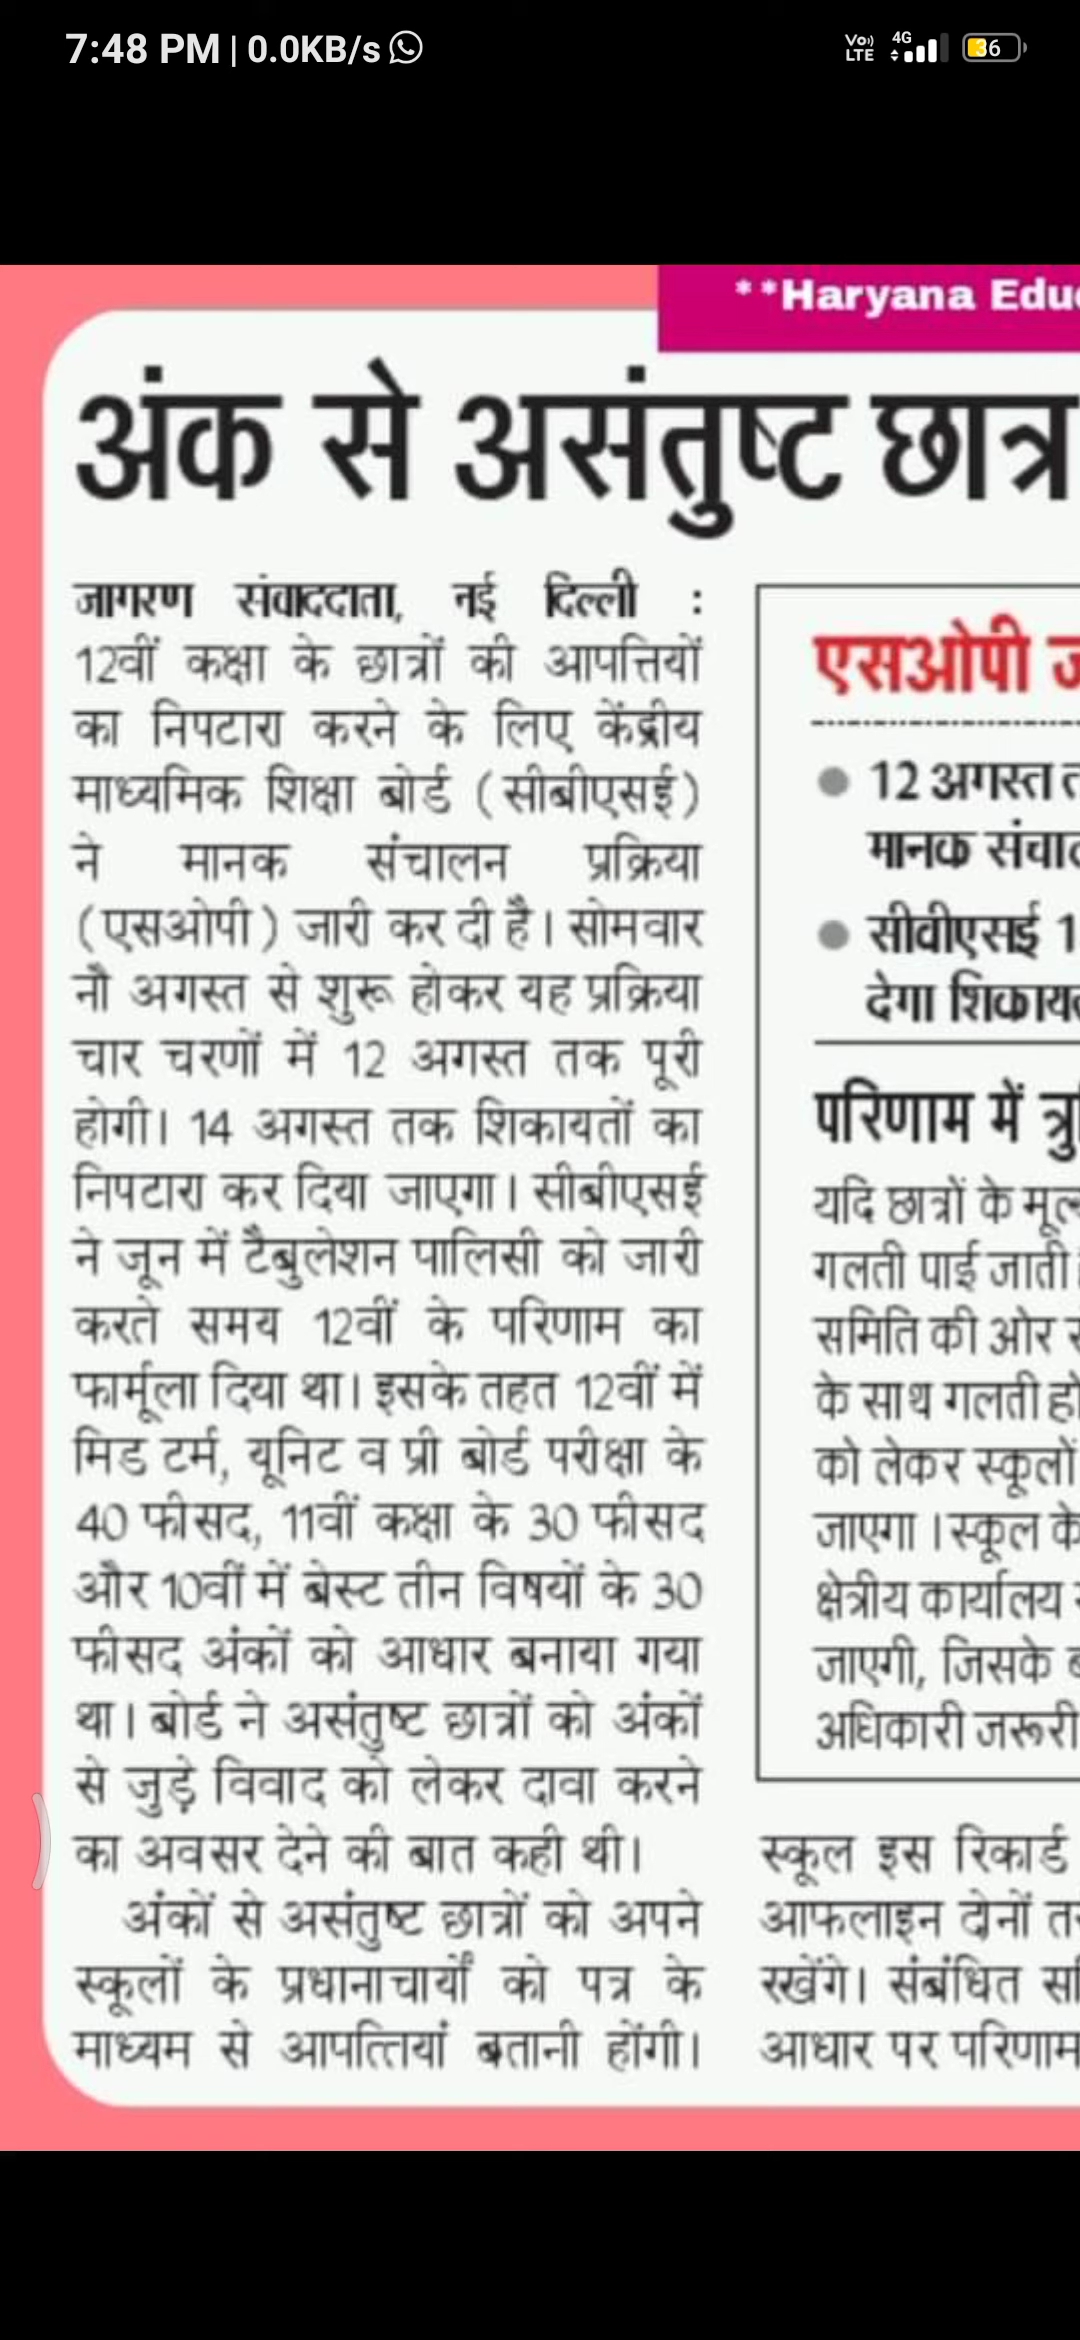 7:48 PM | 0.0KB/s
Vo)) LTE 4G 36
**Haryana
अंक से असंतुष्ट छात्र
जागरण संवाददाता, नई दिल्ली :
12वीं कक्षा के छात्रों की आपत्तियों
का निपटारा करने के लिए केंद्रीय
माध्यमिक शिक्षा बोर्ड (सीबीएसई)
ने मानक संचालन प्रक्रिया
(एसओपी) जारी कर दी है। सोमवार
नौ अगस्त से शुरू होकर यह प्रक्रिया
चार चरणों में 12 अगस्त तक पूरी
होगी। 14 अगस्त तक शिकायतों का
निपटारा कर दिया जाएगा। सीबीएसई
ने जून में टैबुलेशन पालिसी को जारी
करते समय 12वीं के परिणाम का
फार्मूला दिया था। इसके तहत 12वीं में
मिड टर्म, यूनिट व प्री बोर्ड परीक्षा के
40 फीसद, 11वीं कक्षा के 30 फीसद
और 10वीं में बेस्ट तीन विषयों के 30
फीसद अंकों को आधार बनाया गया
था। बोर्ड ने असंतुष्ट छात्रों को अंकों
से जुड़े विवाद को लेकर दावा करने
का अवसर देने की बात कही थी।
अंकों से असंतुष्ट छात्रों को अपने
स्कूलों के प्रधानाचार्यों को पत्र के
माध्यम से आपत्तियां बतानी होंगी।
एसओपी
12 अगस्त
मानक
सीवीएसई
देगा
परिणाम में
यदि छात्रों के
गलती पाई जाती
समिति की ओर
के साथ गलती
को लेकर स्कूलों
जाएगा। स्कूल के
क्षेत्रीय कार्यालय
जाएगी, जिसके
अधिकारी जरूरी
स्कूल इस रिकार्ड
आफलाइन दोनों
रखेंगे। संबंधित
आधार पर परिणाम